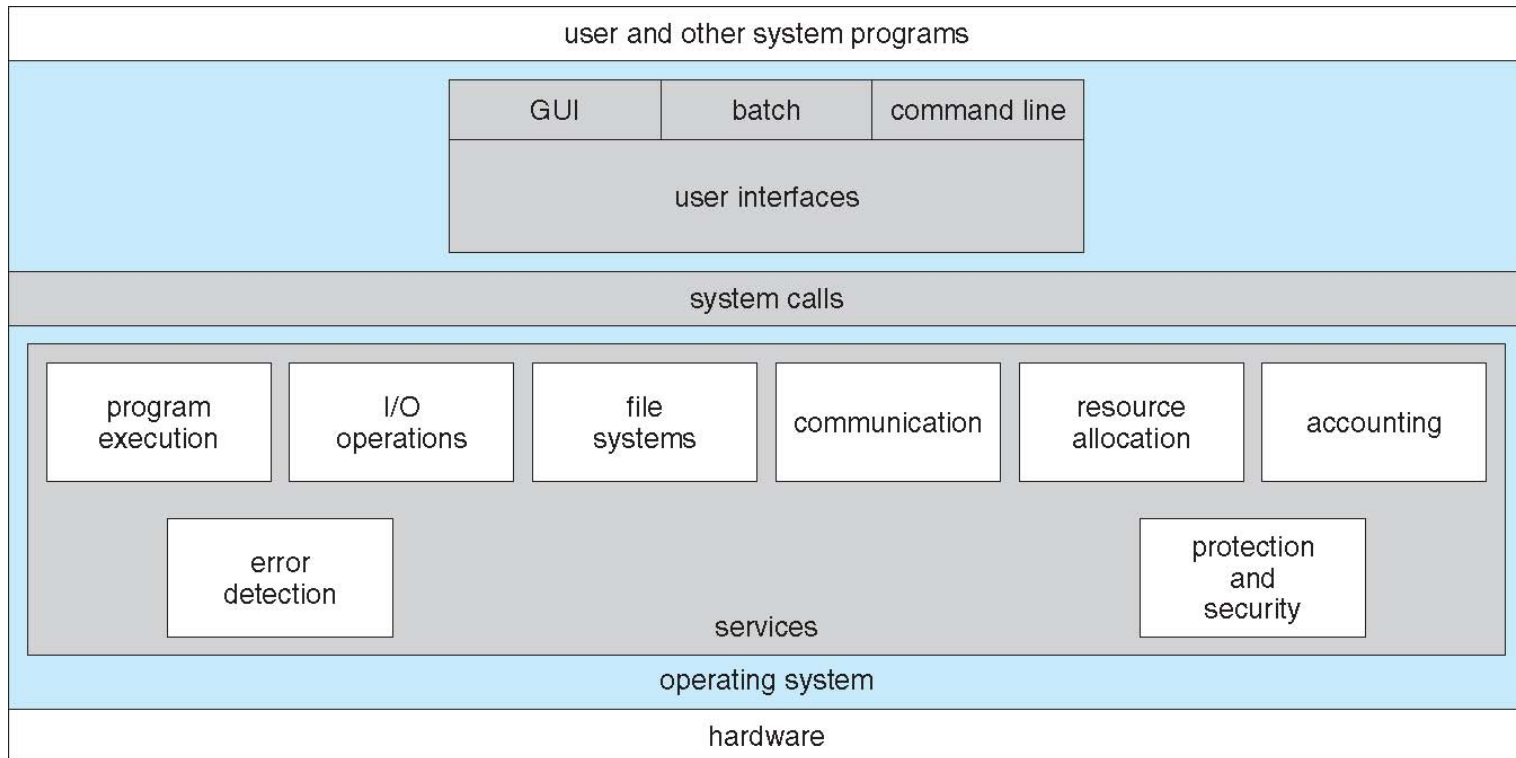 user and other system programs
GUI
batch
command line
user interfaces
system calls
program
execution
I/O
operations
file
systems
communication
resource
allocation
accounting
error
detection
protection
and
security
services
operating system
hardware